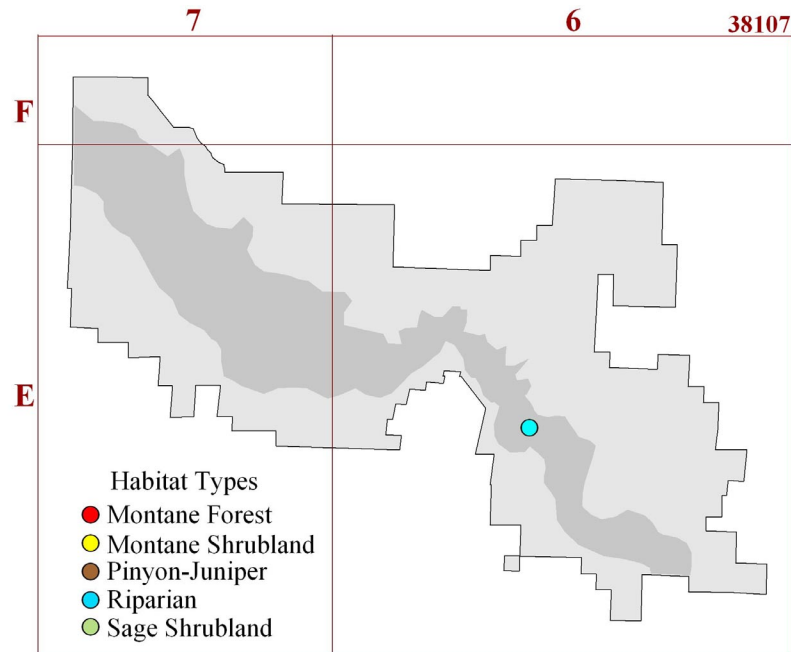 7 6 38107
F
E
Habitat Types
Montane Forest
Montane Shrubland
Pinyon-Juniper
Riparian
Sage Shrubland